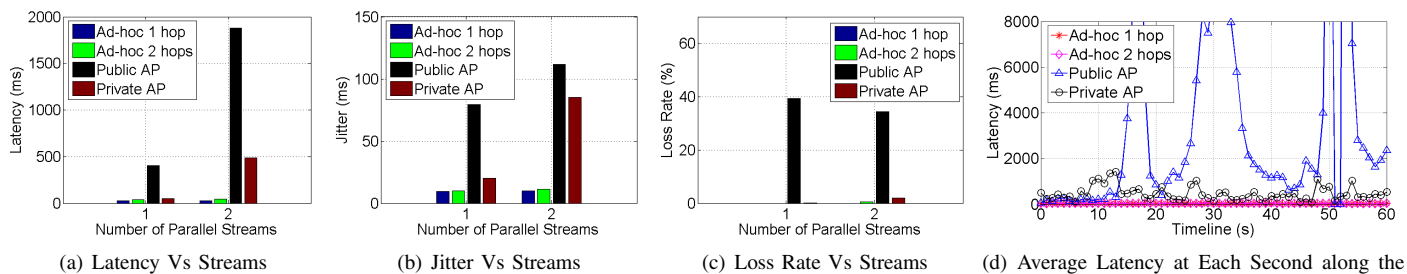 2000
1500
1000
500
0
Latency (ms)
Ad-hoc 1 hop
Ad-hoc 2 hops
Public AP
Private AP
1
2
Number of Parallel Streams
(a) Latency Vs Streams
150
100
50
0
Jitter (ms)
Ad-hoc 1 hop
Ad-hoc 2 hops
Public AP
Private AP
1
2
Number of Parallel Streams
(b) Jitter Vs Streams
60
40
20
0
Loss Rate (%)
Ad-hoc 1 hop
Ad-hoc 2 hops
Public AP
Private AP
1
2
Number of Parallel Streams
(c) Loss Rate Vs Streams
8000
6000
4000
2000
0
Latency (ms)
Ad-hoc 1 hop
Ad-hoc 2 hops
Public AP
Private AP
0
10
20
30
40
50
60
Timeline (s)
(d) Average Latency at Each Second along the